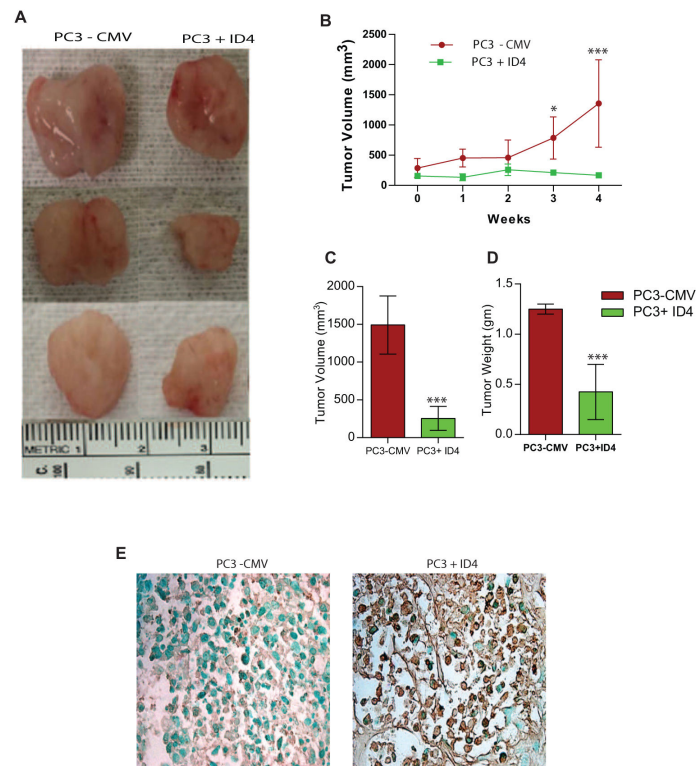 A
PC3 - CMV
PC3 + ID4
METRIC 1
2
3
C.
100
90
80
B
PC3 - CMV
PC3 + ID4
Tumor Volume (mm³)
2500
2000
1500
1000
500
0
*
***
0
1
2
3
4
Weeks
C
Tumor Volume (mm³)
2000
1500
1000
500
0
***
PC3-CMV
PC3+ ID4
D
Tumor Weight (gm)
1.5
1.0
0.5
0.0
***
PC3-CMV
PC3+ID4
PC3-CMV
PC3+ ID4
E
PC3 -CMV
PC3 + ID4